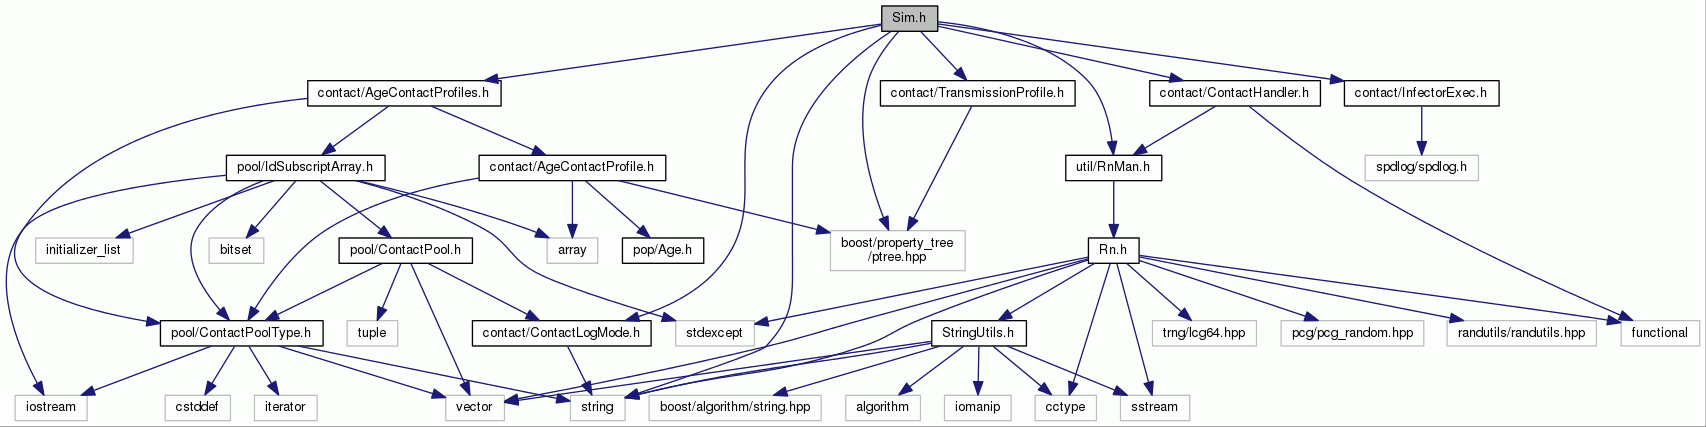 Sim.h
contact/AgeContactProfiles.h
contact/TransmissionProfile.h
contact/ContactHandler.h
contact/InfectorExec.h
pool/IdSubscriptArray.h
contact/AgeContactProfile.h
util/RnMan.h
spdlog/spdlog.h
initializer_list
bitset
pool/ContactPool.h
array
pop/Age.h
boost/property_tree
/ptree.hpp
Rn.h
pool/ContactPoolType.h
tuple
contact/ContactLogMode.h
stdexcept
StringUtils.h
trng/lcg64.hpp
pcg/pcg_random.hpp
randutils/randutils.hpp
functional
iostream
cstddef
iterator
vector
string
boost/algorithm/string.hpp
algorithm
iomanip
cctype
sstream